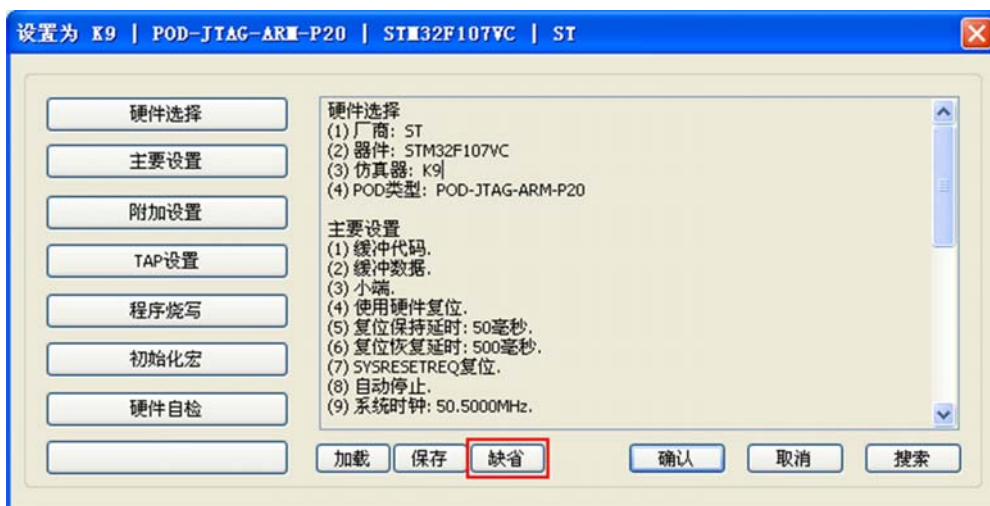 设置为 K9 | POD-JTAG-ARM-P20 | STM32F107VC | ST
硬件选择
主要设置
附加设置
TAP设置
程序烧写
初始化宏
硬件自检
硬件选择
(1) 厂商: ST
(2) 器件: STM32F107VC
(3) 仿真器: K9
(4) POD类型: POD-JTAG-ARM-P20
主要设置
(1) 缓冲代码.
(2) 缓冲数据.
(3) 小端.
(4) 使用硬件复位.
(5) 复位保持延时: 50毫秒.
(6) 复位恢复延时: 500毫秒.
(7) SYSRESETREQ复位.
(8) 自动停止.
(9) 系统时钟: 50.5000MHz.
加载 保存 缺省 确认 取消 搜索